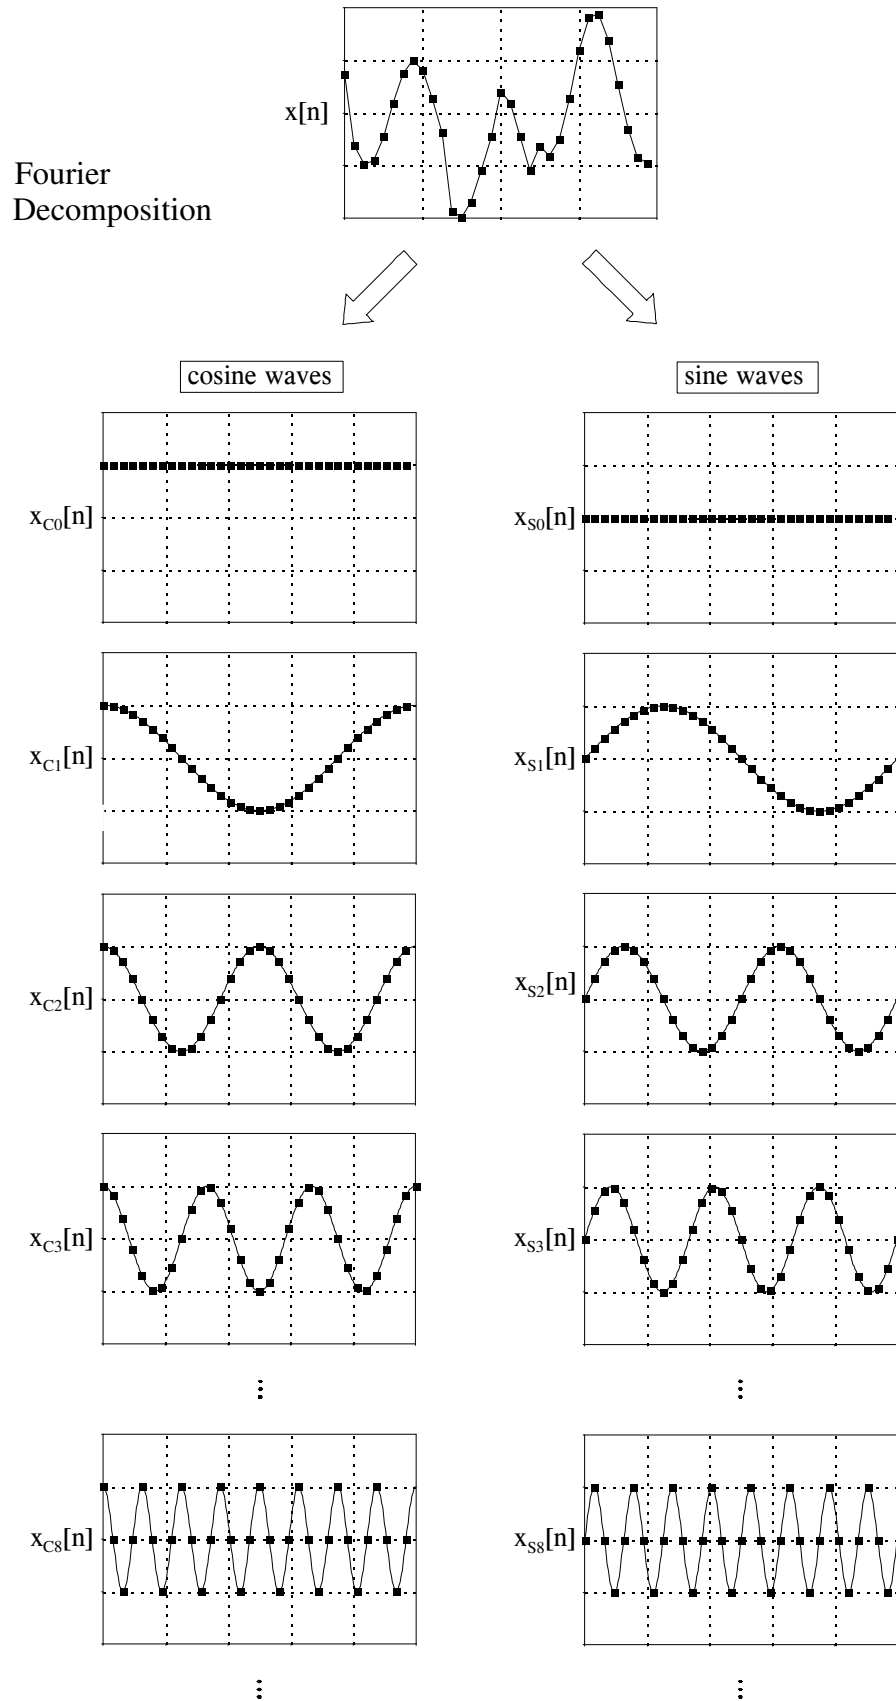 x[n]
Fourier
Decomposition
cosine waves
sine waves
x_C0[n]
x_S0[n]
x_C1[n]
x_S1[n]
x_C2[n]
x_S2[n]
x_C3[n]
x_S3[n]
x_C8[n]
x_S8[n]